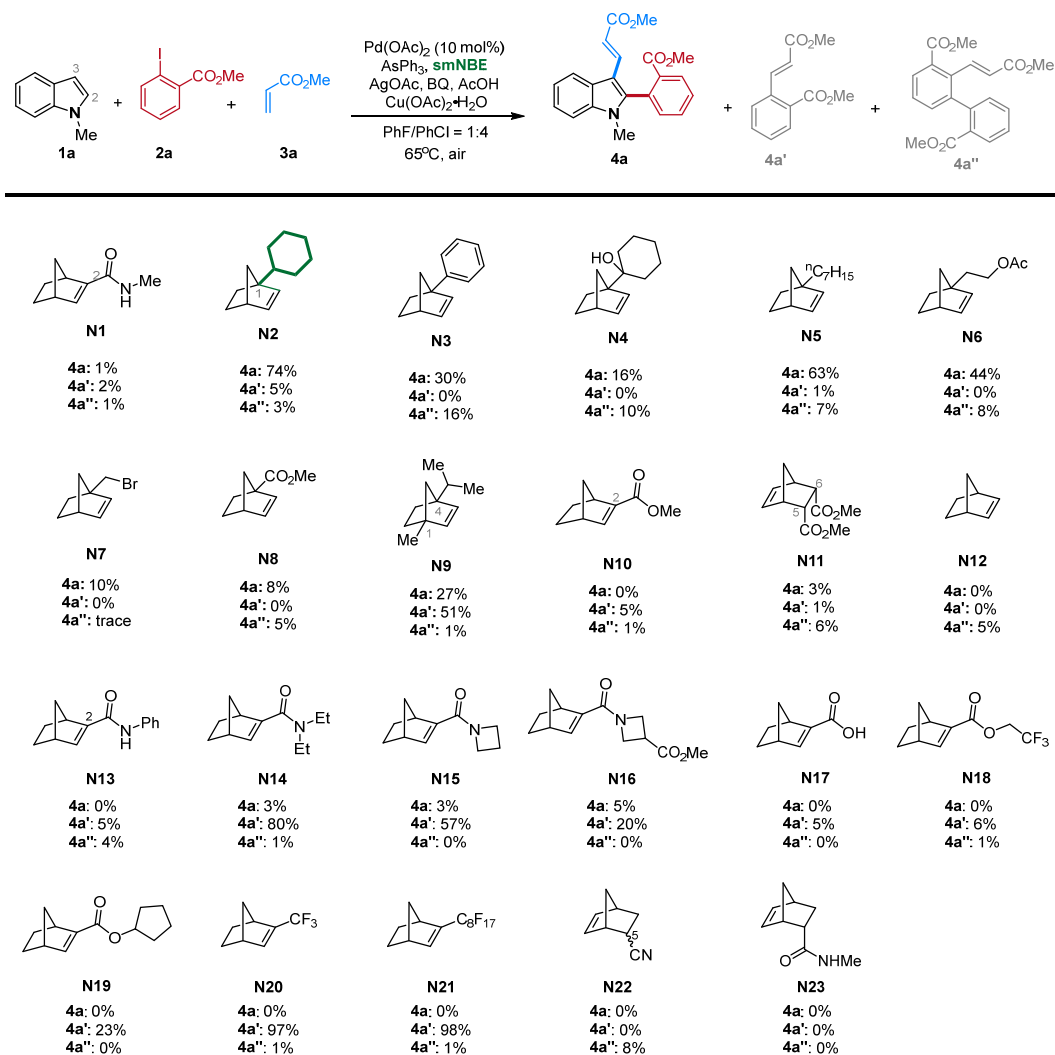 CO₂Me
I
CO₂Me
CO₂Me
3
2
N
Me
1a
+
2a
+
3a
Pd(OAc)₂ (10 mol%)
AsPh₃, smNBE
AgOAc, BQ, AcOH
Cu(OAc)₂•H₂O
PhF/PhCl = 1:4
65°C, air
CO₂Me
MeO₂C
N
Me
4a
+
CO₂Me
CO₂Me
4a'
+
CO₂Me
CO₂Me
MeO₂C
4a''
2
O
N
H
Me
N1
4a: 1%
4a': 2%
4a'': 1%
1
N2
4a: 74%
4a': 5%
4a'': 3%
N3
4a: 30%
4a': 0%
4a'': 16%
HO
N4
4a: 16%
4a': 0%
4a'': 10%
ⁿC₇H₁₅
N5
4a: 63%
4a': 1%
4a'': 7%
OAc
N6
4a: 44%
4a': 0%
4a'': 8%
Br
N7
4a: 10%
4a': 0%
4a'': trace
CO₂Me
N8
4a: 8%
4a': 0%
4a'': 5%
Me
Me
4
1
Me
N9
4a: 27%
4a': 51%
4a'': 1%
2
O
OMe
N10
4a: 0%
4a': 5%
4a'': 1%
6
5
CO₂Me
CO₂Me
N11
4a: 3%
4a': 1%
4a'': 6%
N12
4a: 0%
4a': 0%
4a'': 5%
2
O
N
H
Ph
N13
4a: 0%
4a': 5%
4a'': 4%
O
N
Et
Et
N14
4a: 3%
4a': 80%
4a'': 1%
O
N
N15
4a: 3%
4a': 57%
4a'': 0%
O
N
CO₂Me
N16
4a: 5%
4a': 20%
4a'': 0%
O
OH
N17
4a: 0%
4a': 5%
4a'': 0%
O
O
CF₃
N18
4a: 0%
4a': 6%
4a'': 1%
O
O
N19
4a: 0%
4a': 23%
4a'': 0%
CF₃
N20
4a: 0%
4a': 97%
4a'': 1%
C₈F₁₇
N21
4a: 0%
4a': 98%
4a'': 1%
5
CN
N22
4a: 0%
4a': 0%
4a'': 8%
O
NHMe
N23
4a: 0%
4a': 0%
4a'': 0%